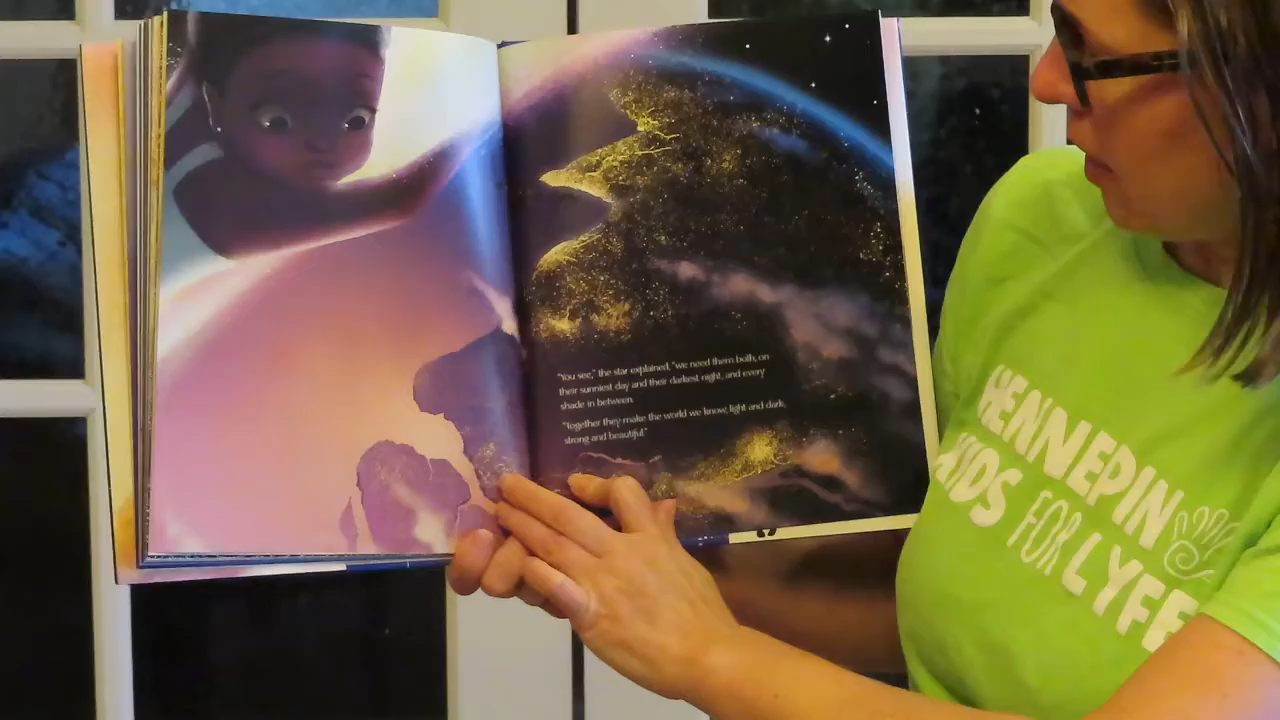 "You see," the star explained, "we need them both, on
their sunniest day and their darkest night, and every
shade in between.
"Together they make the world we know, light and dark,
strong and beautiful."
HENNEPIN
KIDS FOR LYFE